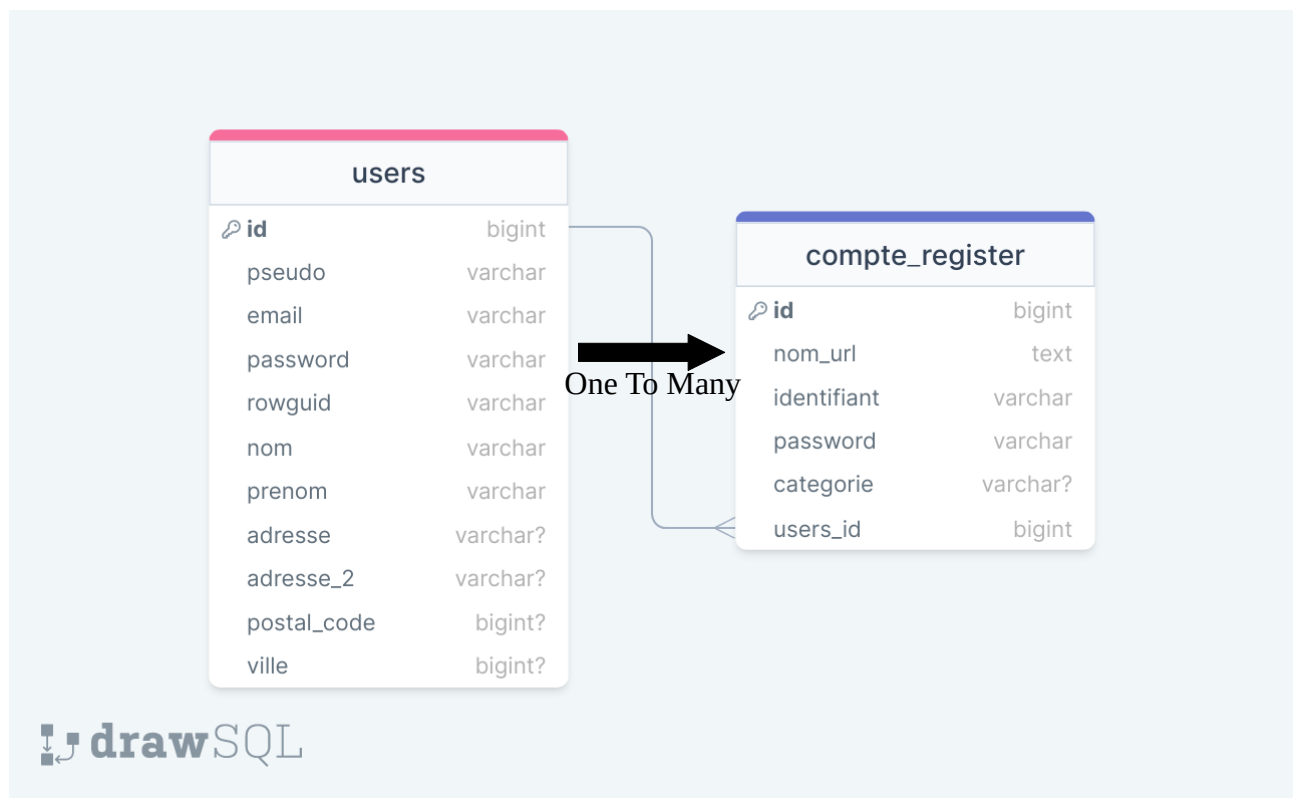 users
id bigint
pseudo varchar
email varchar
password varchar
rowguid varchar
nom varchar
prenom varchar
adresse varchar?
adresse_2 varchar?
postal_code bigint?
ville bigint?
One To Many
compte_register
id bigint
nom_url text
identifiant varchar
password varchar
categorie varchar?
users_id bigint
drawSQL